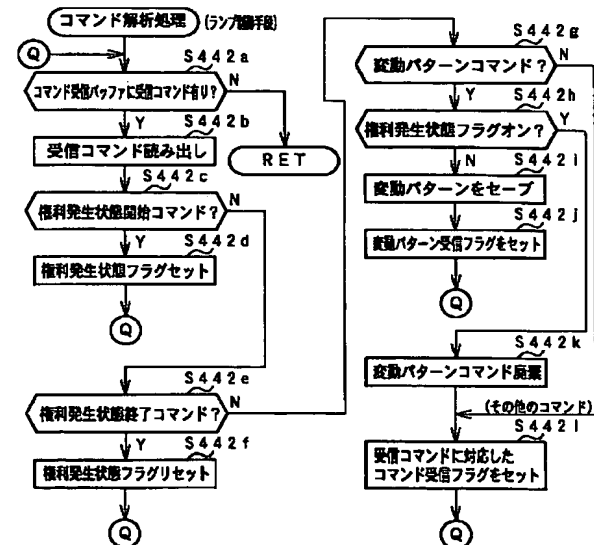 コマンド解析処理
(ランプ制御手段)
Q
S442a
コマンド受信バッファに受信コマンド有り?
N
Y
RET
S442b
受信コマンド読み出し
S442c
権利発生状態開始コマンド?
N
Y
S442d
権利発生状態フラグセット
Q
S442e
権利発生状態終了コマンド?
N
Y
S442f
権利発生状態フラグリセット
Q
S442g
変動パターンコマンド?
N
Y
S442h
権利発生状態フラグオン?
Y
N
S442i
変動パターンをセーブ
S442j
変動パターン受信フラグをセット
Q
S442k
変動パターンコマンド廃棄
(その他のコマンド)
S442l
受信コマンドに対応した
コマンド受信フラグをセット
Q